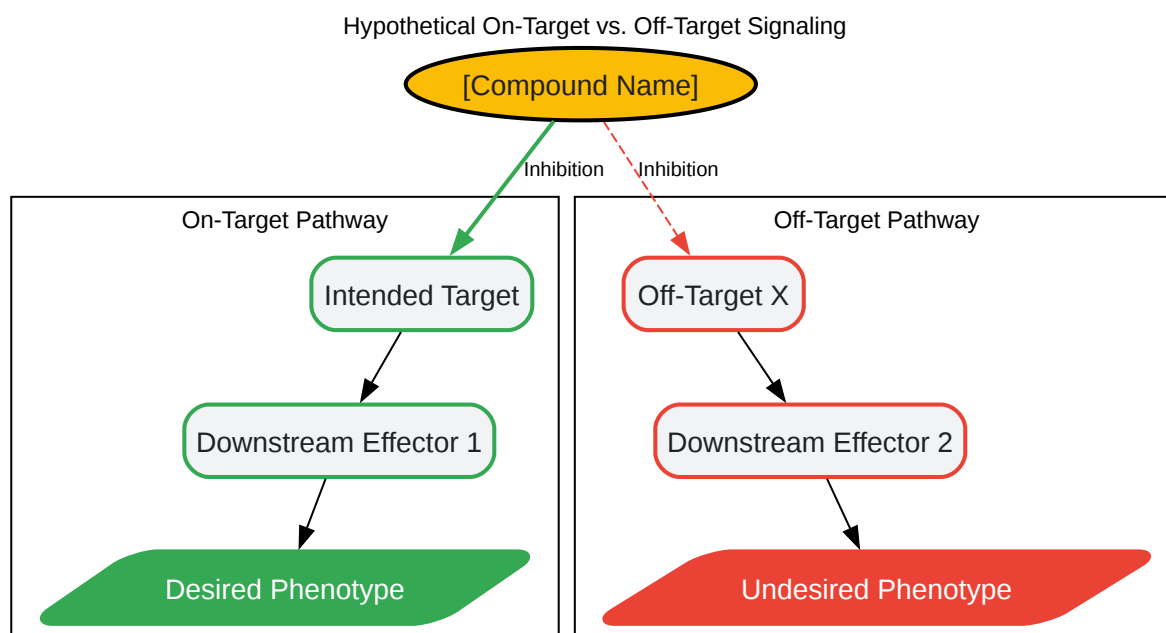 Hypothetical On-Target vs. Off-Target Signaling
[Compound Name]
Inhibition
Inhibition
On-Target Pathway
Intended Target
Downstream Effector 1
Desired Phenotype
Off-Target Pathway
Off-Target X
Downstream Effector 2
Undesired Phenotype